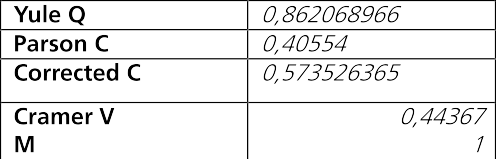 Yule Q 0,862068966
Parson C 0,40554
Corrected C 0,573526365
Cramer V 0,44367
M 1